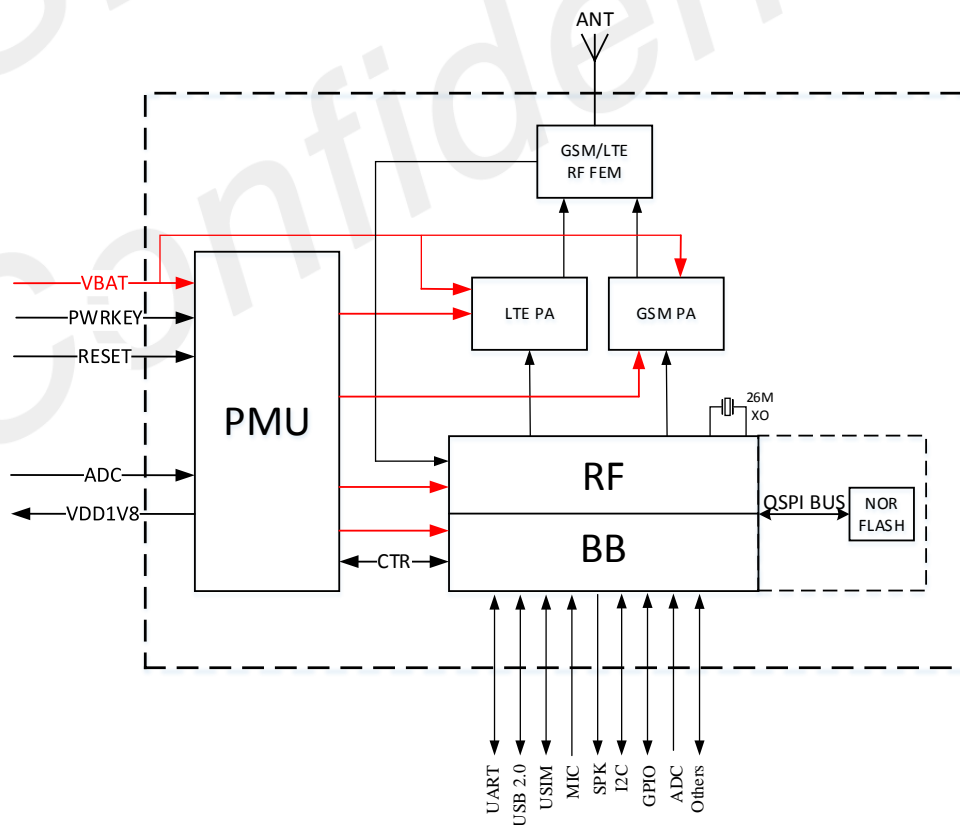 ANT
GSM/LTE
RF FEM
VBAT
PWRKEY
RESET
LTE PA
GSM PA
26M
XO
PMU
RF
ADC
VDD1V8
QSPI BUS
NOR
FLASH
BB
CTR
UART
USB 2.0
USIM
MIC
SPK
I2C
GPIO
ADC
Others